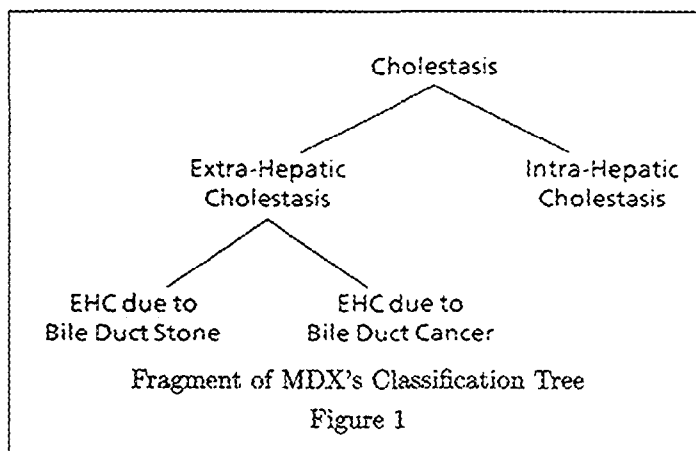 Cholestasis
Extra-Hepatic Intra-Hepatic
Cholestasis Cholestasis
EHC due to EHC due to
Bile Duct Stone Bile Duct Cancer
Fragment of MDX's Classification Tree
Figure 1